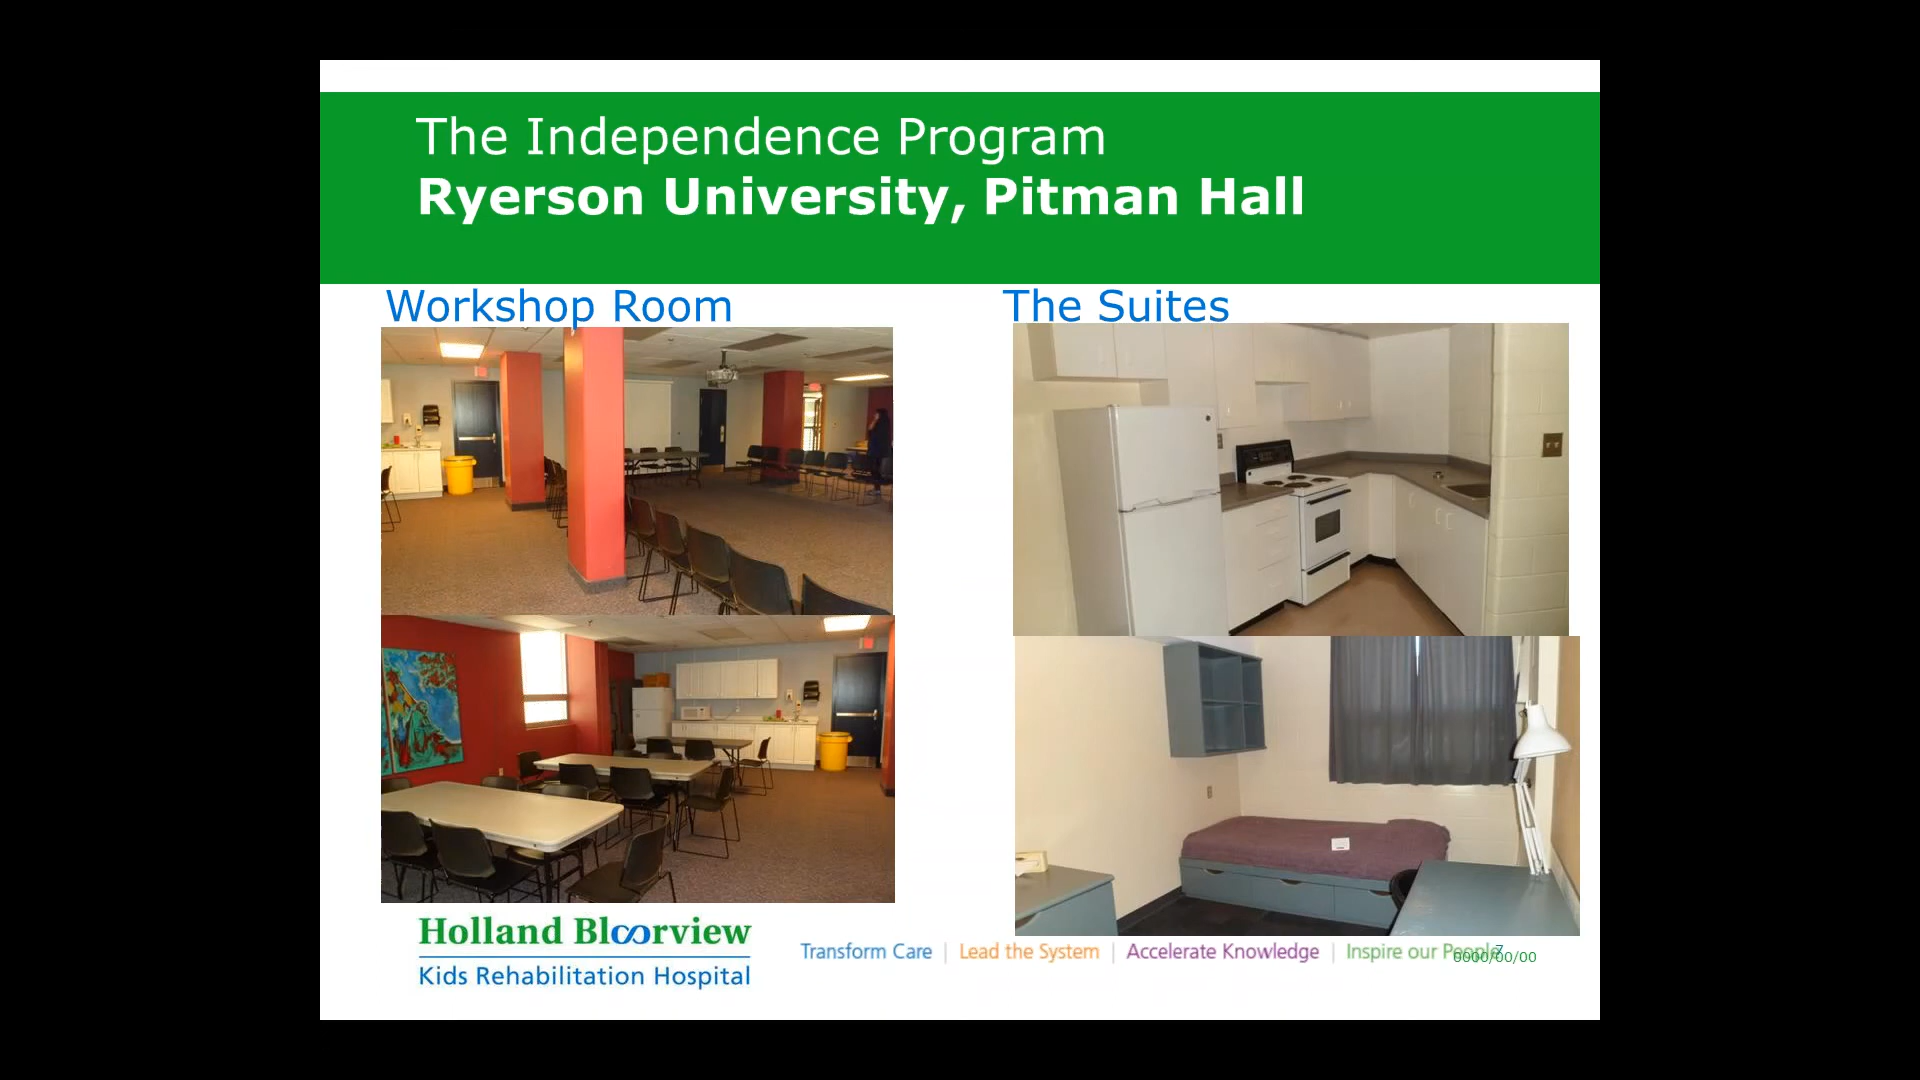 The Independence Program
Ryerson University, Pitman Hall
Workshop Room
The Suites
Holland Bloorview
Kids Rehabilitation Hospital
Transform Care | Lead the System | Accelerate Knowledge | Inspire our People
7
0000/00/00